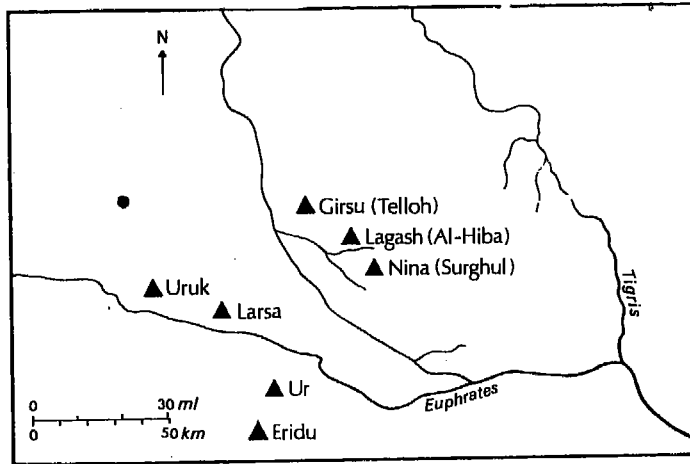 N
Girsu (Telloh)
Lagash (Al-Hiba)
Nina (Surghul)
Uruk
Larsa
Tigris
Ur
Euphrates
0 30 ml
0 50 km
Eridu